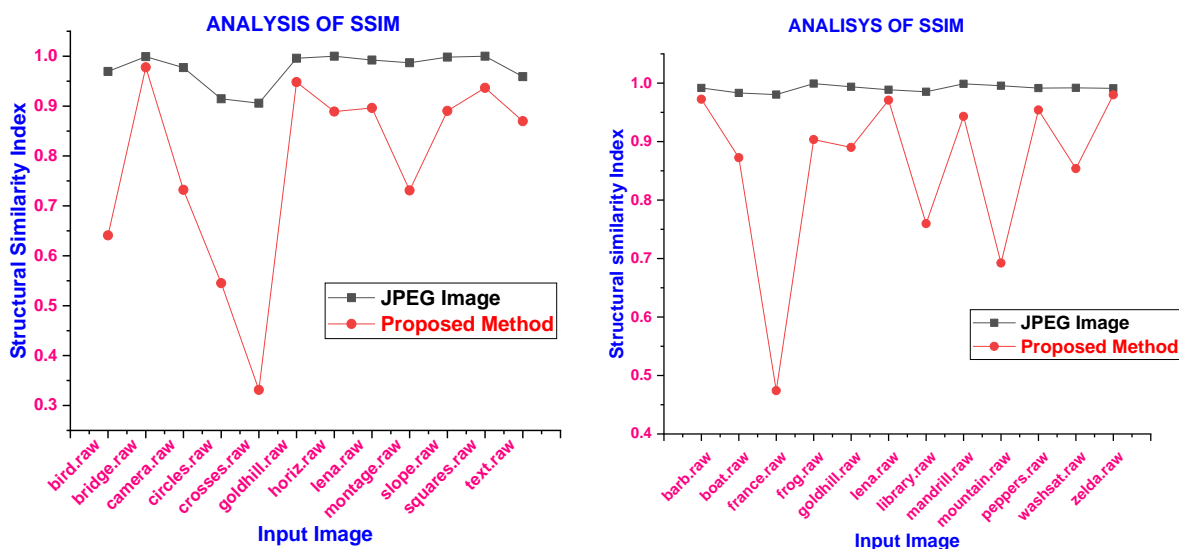 ANALYSIS OF SSIM
Structural Similarity Index
1.0
0.9
0.8
0.7
0.6
0.5
0.4
0.3
JPEG Image
Proposed Method
bird.raw
bridge.raw
camera.raw
circles.raw
crosses.raw
goldhill.raw
horiz.raw
lena.raw
montage.raw
slope.raw
squares.raw
text.raw
Input Image
ANALISYS OF SSIM
Structural similarity Index
1.0
0.9
0.8
0.7
0.6
0.5
0.4
JPEG Image
Proposed Method
barb.raw
boat.raw
france.raw
frog.raw
goldhill.raw
lena.raw
library.raw
mandrill.raw
mountain.raw
peppers.raw
washsat.raw
zelda.raw
Input Image